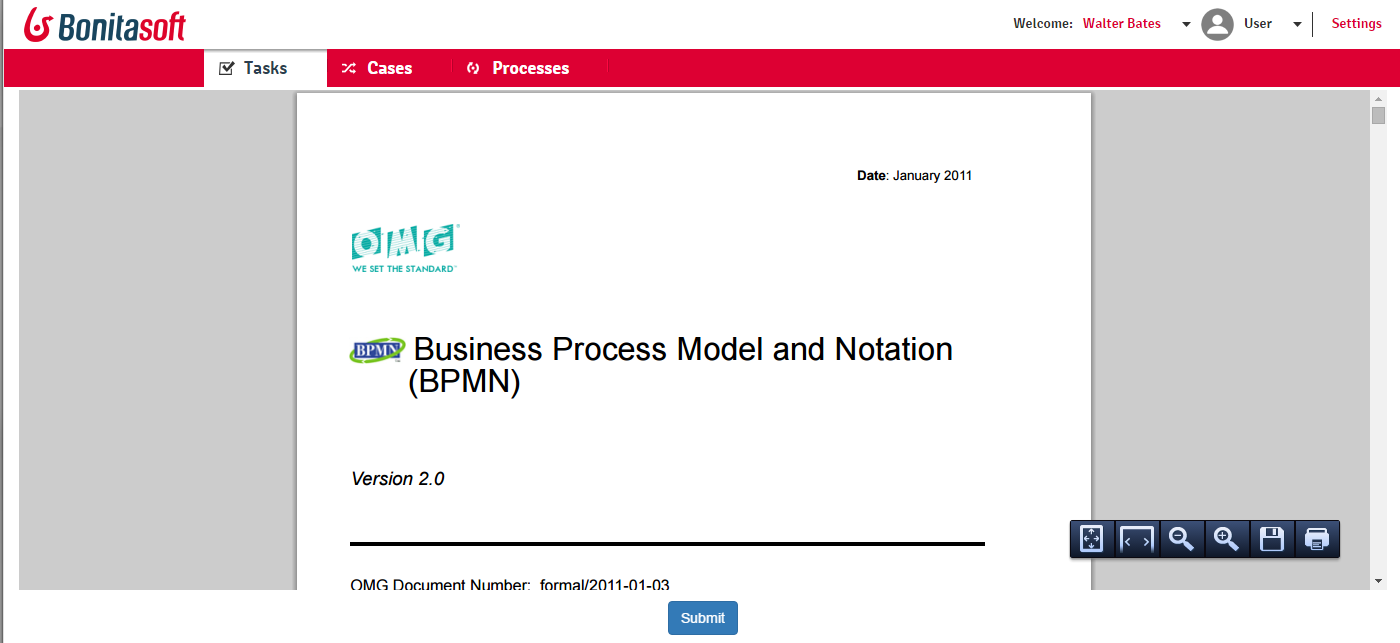 Bonitasoft
Welcome: Walter Bates User Settings
Tasks Cases Processes
Date: January 2011
OMG
WE SET THE STANDARD™
BPMN Business Process Model and Notation
(BPMN)
Version 2.0
OMG Document Number: formal/2011-01-03
Submit